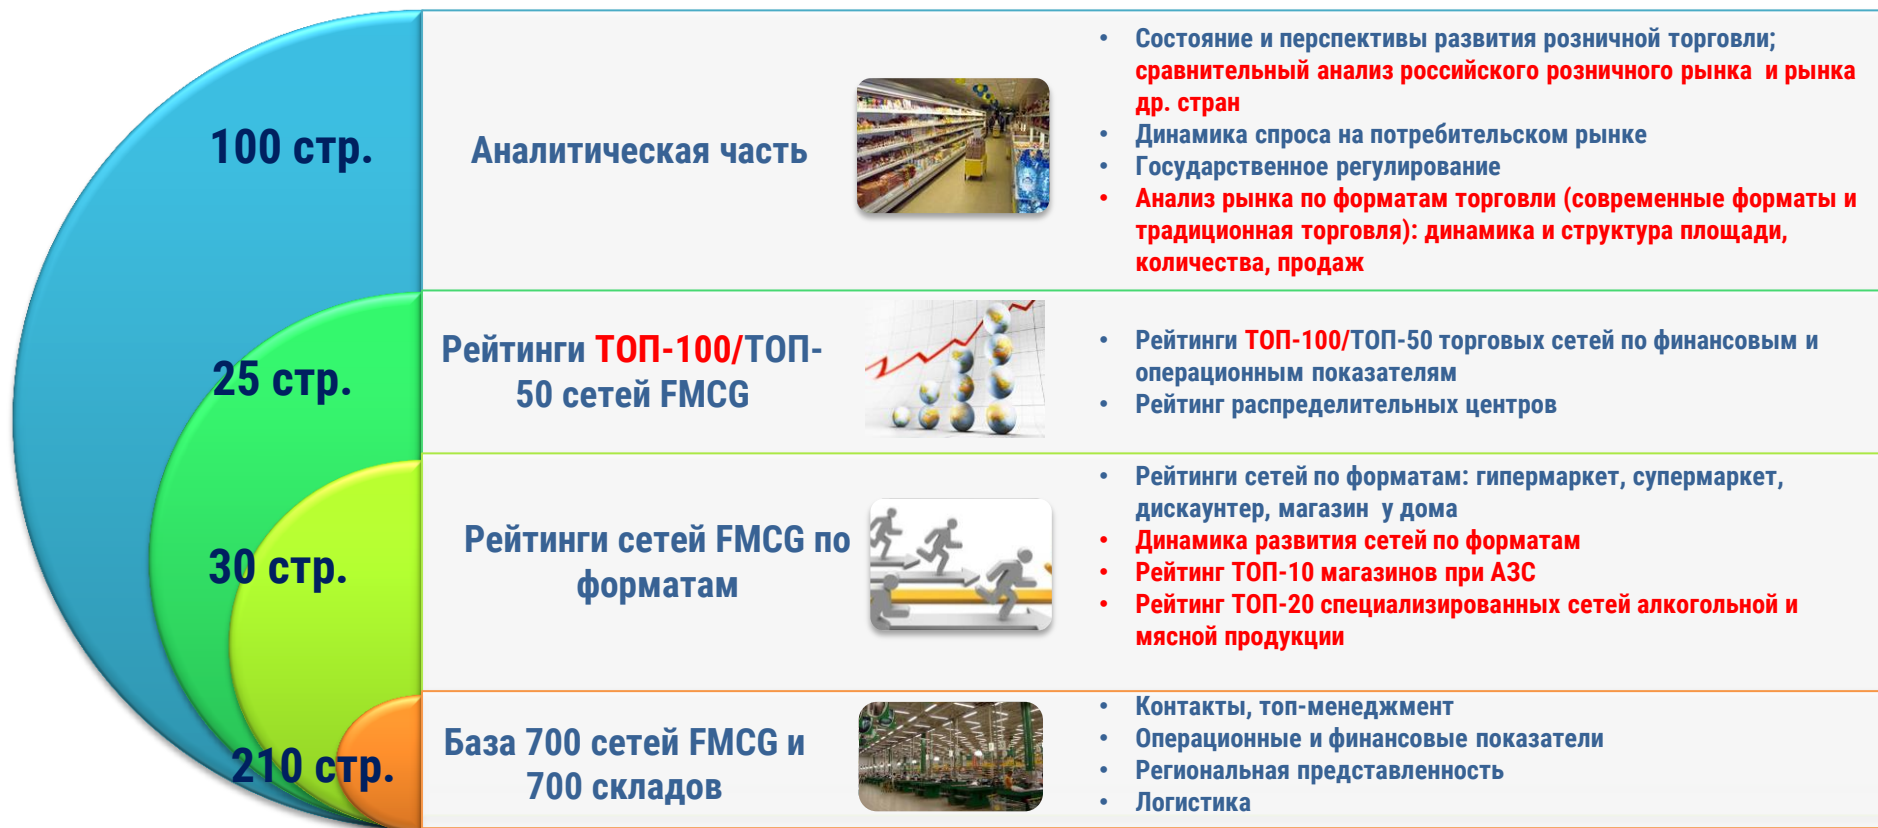 100 стр.
Аналитическая часть
• Состояние и перспективы развития розничной торговли;
сравнительный анализ российского розничного рынка и рынка
др. стран
• Динамика спроса на потребительском рынке
• Государственное регулирование
• Анализ рынка по форматам торговли (современные форматы и
традиционная торговля): динамика и структура площади,
количества, продаж
25 стр.
Рейтинги ТОП-100/ТОП-
50 сетей FMCG
• Рейтинги ТОП-100/ТОП-50 торговых сетей по финансовым и
операционным показателям
• Рейтинг распределительных центров
30 стр.
Рейтинги сетей FMCG по
форматам
• Рейтинги сетей по форматам: гипермаркет, супермаркет,
дискаунтер, магазин у дома
• Динамика развития сетей по форматам
• Рейтинг ТОП-10 магазинов при АЗС
• Рейтинг ТОП-20 специализированных сетей алкогольной и
мясной продукции
210 стр.
База 700 сетей FMCG и
700 складов
• Контакты, топ-менеджмент
• Операционные и финансовые показатели
• Региональная представленность
• Логистика